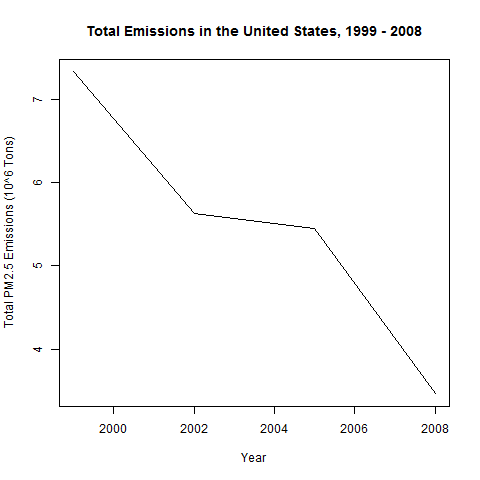 Total Emissions in the United States, 1999 - 2008
Total PM2.5 Emissions (10^6 Tons)
7
6
5
4
2000 2002 2004 2006 2008
Year